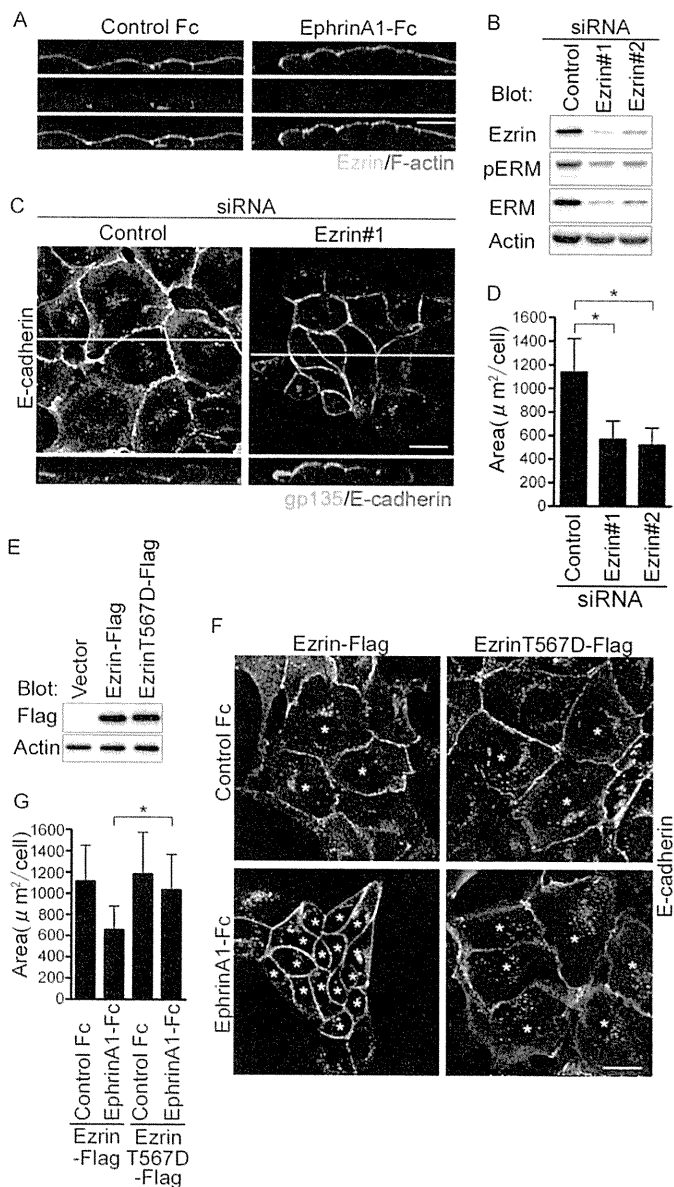 A
Control Fc
EphrinA1-Fc
Ezrin/F-actin
B
siRNA
Blot:
Control
Ezrin#1
Ezrin#2
Ezrin
pERM
ERM
Actin
C
siRNA
Control
Ezrin#1
E-cadherin
gp135/E-cadherin
D
Area(μm²/cell)
1600
1400
1200
1000
800
600
400
200
0
*
*
Control
Ezrin#1
Ezrin#2
siRNA
E
Blot:
Vector
Ezrin-Flag
EzrinT567D-Flag
Flag
Actin
F
Ezrin-Flag
EzrinT567D-Flag
Control Fc
EphrinA1-Fc
E-cadherin
G
Area(μm²/cell)
1600
1400
1200
1000
800
600
400
200
0
*
Control Fc
EphrinA1-Fc
Control Fc
EphrinA1-Fc
Ezrin
-Flag
Ezrin
T567D
-Flag